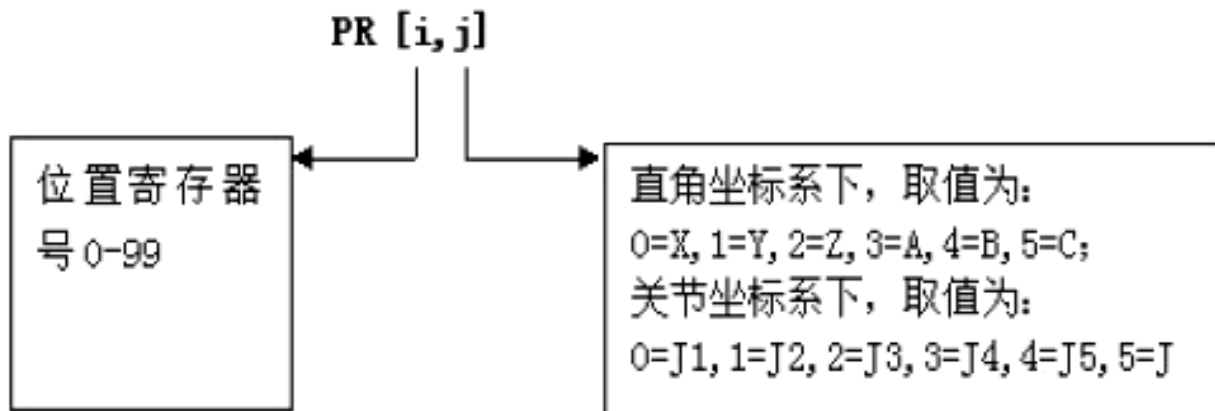 PR [i,j]
位置寄存器
号0-99
直角坐标系下，取值为：
0=X,1=Y,2=Z,3=A,4=B,5=C;
关节坐标系下，取值为：
0=J1,1=J2,2=J3,3=J4,4=J5,5=J